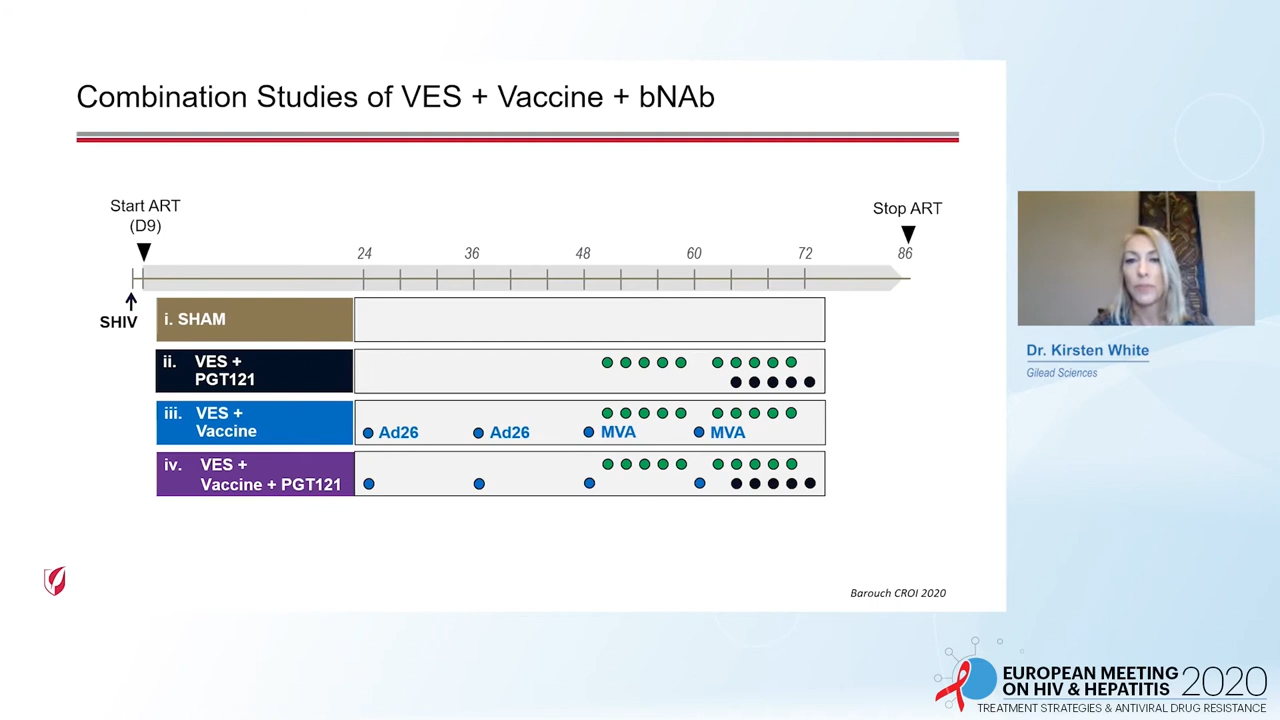 Combination Studies of VES + Vaccine + bNAb
Start ART
(D9)
Stop ART
24 36 48 60 72 86
SHIV
i. SHAM
ii. VES +
PGT121
iii. VES +
Vaccine
Ad26 Ad26 MVA MVA
iv. VES +
Vaccine + PGT121
Barouch CROI 2020
Dr. Kirsten White
Gilead Sciences
EUROPEAN MEETING
ON HIV & HEPATITIS 2020
TREATMENT STRATEGIES & ANTIVIRAL DRUG RESISTANCE